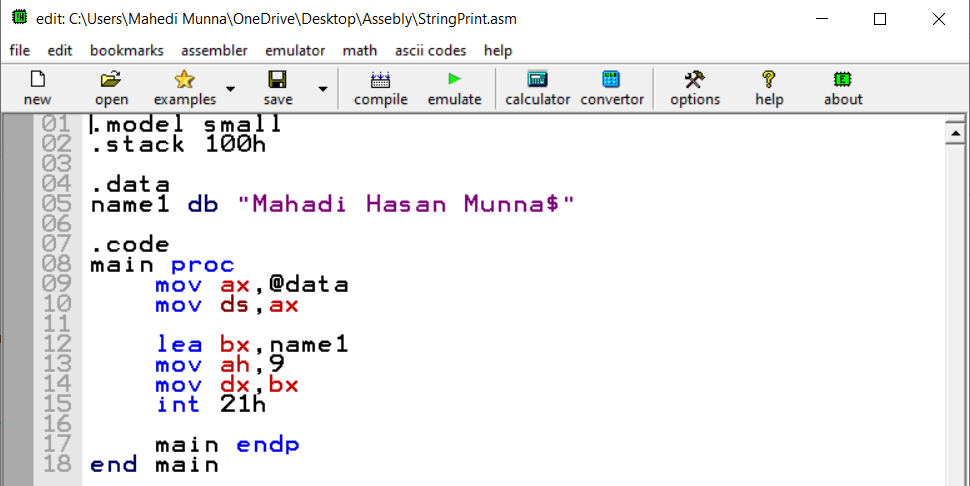 edit: C:\Users\Mahedi Munna\OneDrive\Desktop\Assebly\StringPrint.asm
file edit bookmarks assembler emulator math ascii codes help
new open examples save compile emulate calculator convertor options help about
01 .model small
02 .stack 100h
03
04 .data
05 name1 db "Mahadi Hasan Munna$"
06
07 .code
08 main proc
09 mov ax,@data
10 mov ds,ax
11
12 lea bx,name1
13 mov ah,9
14 mov dx,bx
15 int 21h
16
17 main endp
18 end main